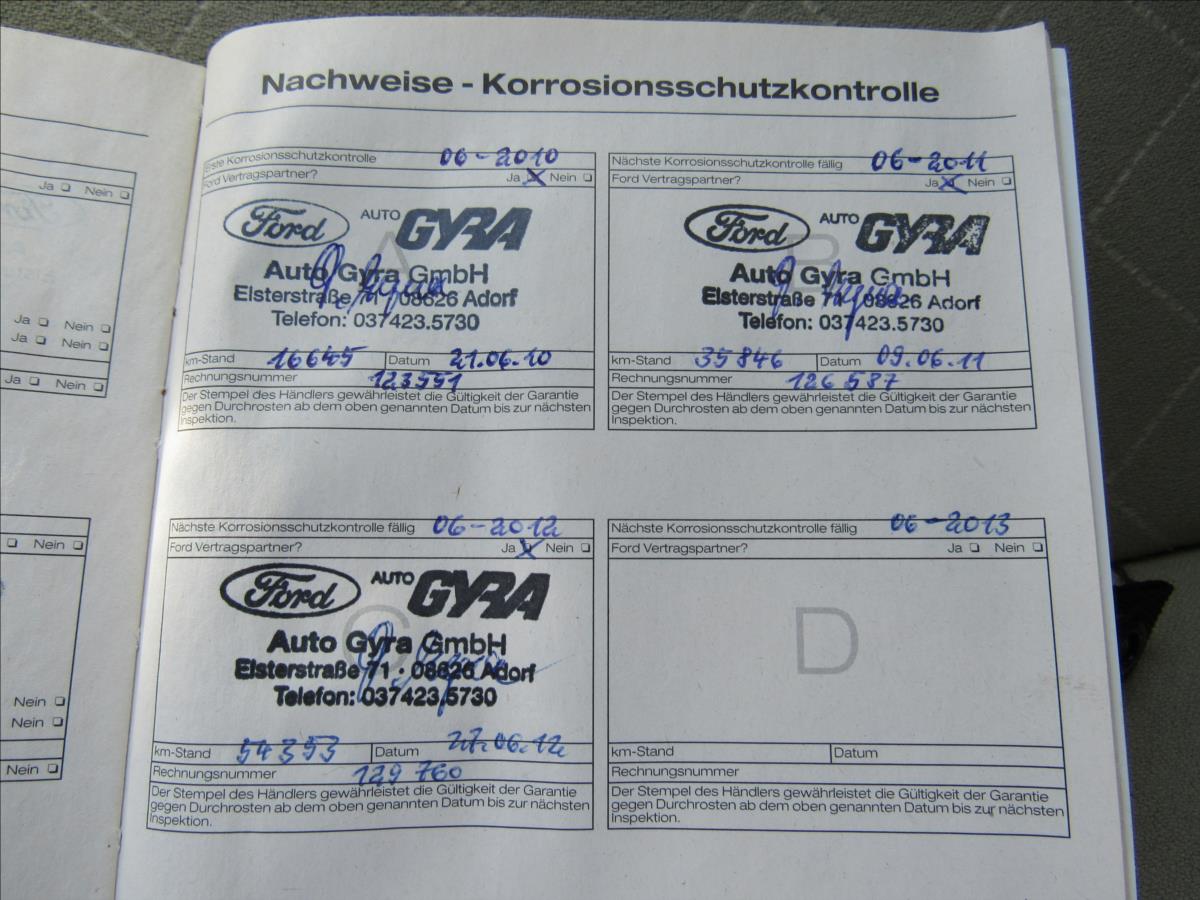 Nachweise - Korrosionsschutzkontrolle
Erste Korrosionsschutzkontrolle 06-2010
Ford Vertragspartner? Ja Nein
Ford AUTO GYRA
Auto Gyra GmbH
Elsterstraße 71 · 08626 Adorf
Telefon: 037423.5730
km-Stand 16645 Datum 21.06.10
Rechnungsnummer 123551
Der Stempel des Händlers gewährleistet die Gültigkeit der Garantie
gegen Durchrosten ab dem oben genannten Datum bis zur nächsten
Inspektion.
Nächste Korrosionsschutzkontrolle fällig 06-2011
Ford Vertragspartner? Ja Nein
B
Ford AUTO GYRA
Auto Gyra GmbH
Elsterstraße 71 · 08626 Adorf
Telefon: 037423.5730
km-Stand 35846 Datum 09.06.11
Rechnungsnummer 126587
Der Stempel des Händlers gewährleistet die Gültigkeit der Garantie
gegen Durchrosten ab dem oben genannten Datum bis zur nächsten
Inspektion.
Nächste Korrosionsschutzkontrolle fällig 06-2012
Ford Vertragspartner? Ja Nein
C
Ford AUTO GYRA
Auto Gyra GmbH
Elsterstraße 71 · 08626 Adorf
Telefon: 037423.5730
km-Stand 54353 Datum 27.06.12
Rechnungsnummer 129760
Der Stempel des Händlers gewährleistet die Gültigkeit der Garantie
gegen Durchrosten ab dem oben genannten Datum bis zur nächsten
Inspektion.
Nächste Korrosionsschutzkontrolle fällig 06-2013
Ford Vertragspartner? Ja Nein
D
km-Stand Datum
Rechnungsnummer
Der Stempel des Händlers gewährleistet die Gültigkeit der Garantie
gegen Durchrosten ab dem oben genannten Datum bis zur nächsten
Inspektion.
Ja Nein
Ja Nein
Ja Nein
Ja Nein
Nein
Nein
Nein
Nein